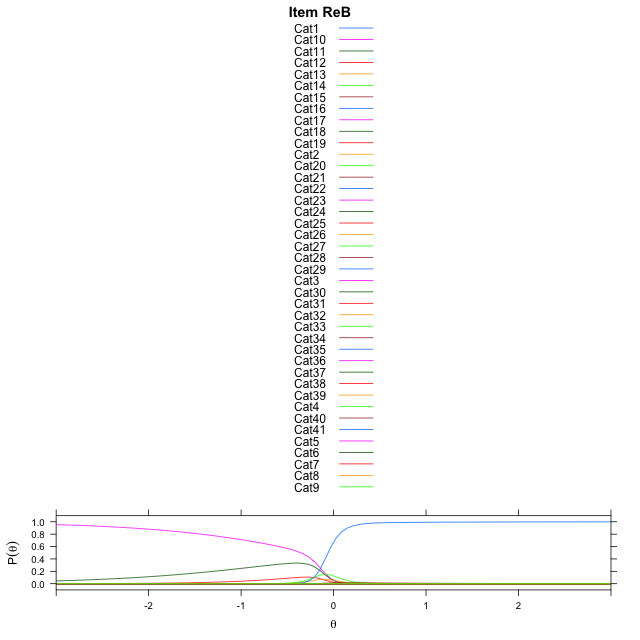 Item ReB
Cat1
Cat10
Cat11
Cat12
Cat13
Cat14
Cat15
Cat16
Cat17
Cat18
Cat19
Cat2
Cat20
Cat21
Cat22
Cat23
Cat24
Cat25
Cat26
Cat27
Cat28
Cat29
Cat3
Cat30
Cat31
Cat32
Cat33
Cat34
Cat35
Cat36
Cat37
Cat38
Cat39
Cat4
Cat40
Cat41
Cat5
Cat6
Cat7
Cat8
Cat9
P(θ)
1.0
0.8
0.6
0.4
0.2
0.0
-2 -1 0 1 2
θ